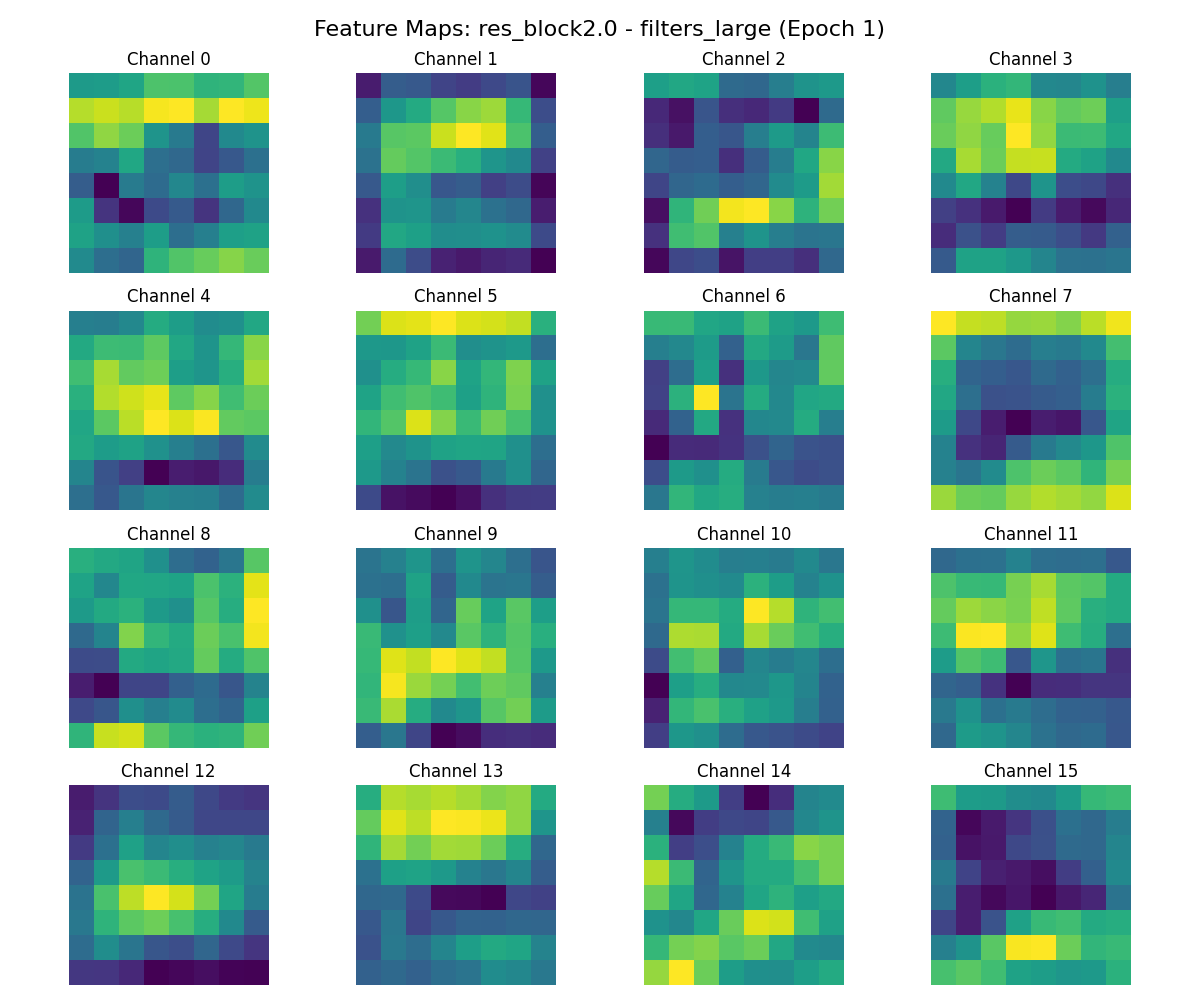 Feature Maps: res_block2.0 - filters_large (Epoch 1)
Channel 0
Channel 1
Channel 2
Channel 3
Channel 4
Channel 5
Channel 6
Channel 7
Channel 8
Channel 9
Channel 10
Channel 11
Channel 12
Channel 13
Channel 14
Channel 15